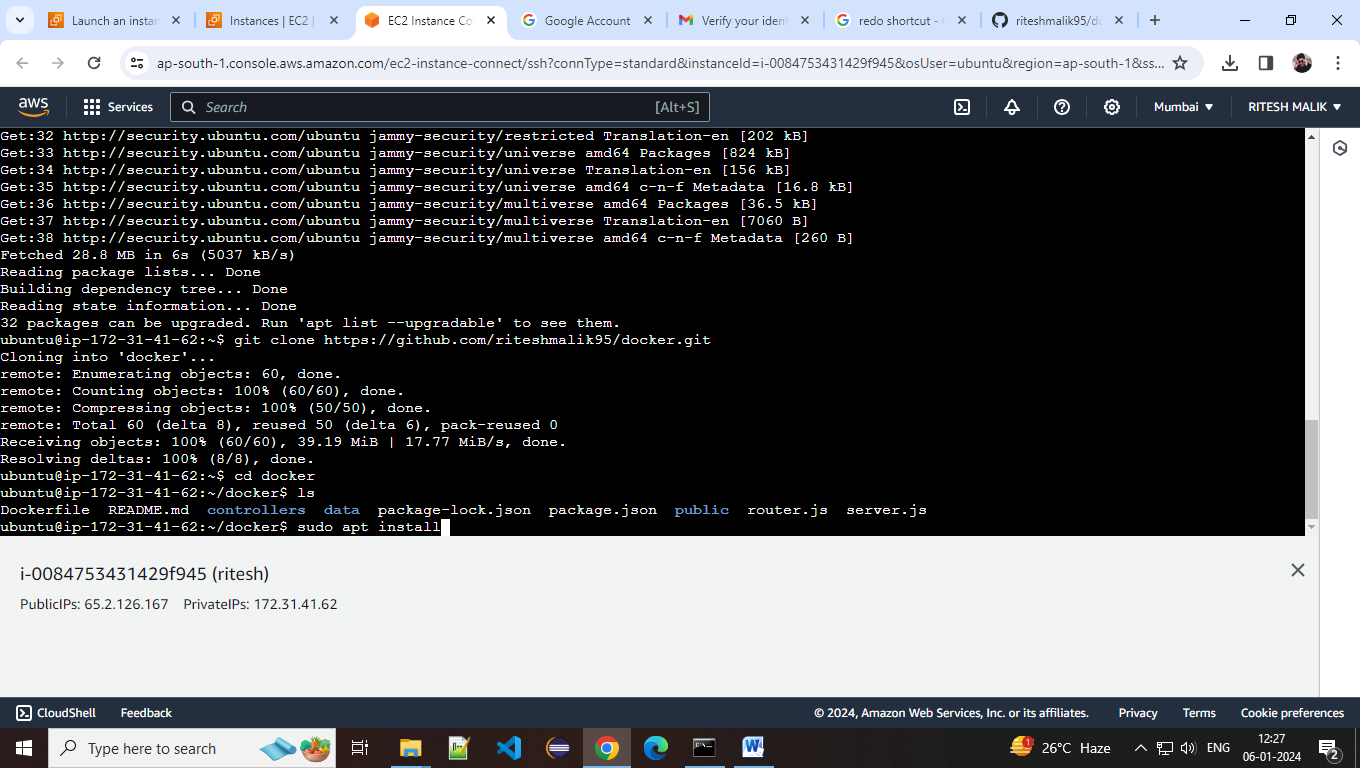 Launch an instan
Instances | EC2 |
EC2 Instance Co
Google Account
Verify your iden
redo shortcut - G
riteshmalik95/do
ap-south-1.console.aws.amazon.com/ec2-instance-connect/ssh?connType=standard&instanceId=i-0084753431429f945&osUser=ubuntu&region=ap-south-1&ss...
aws
Services
Search
[Alt+S]
Mumbai
RITESH MALIK
Get:32 http://security.ubuntu.com/ubuntu jammy-security/restricted Translation-en [202 kB]
Get:33 http://security.ubuntu.com/ubuntu jammy-security/universe amd64 Packages [824 kB]
Get:34 http://security.ubuntu.com/ubuntu jammy-security/universe Translation-en [156 kB]
Get:35 http://security.ubuntu.com/ubuntu jammy-security/universe amd64 c-n-f Metadata [16.8 kB]
Get:36 http://security.ubuntu.com/ubuntu jammy-security/multiverse amd64 Packages [36.5 kB]
Get:37 http://security.ubuntu.com/ubuntu jammy-security/multiverse Translation-en [7060 B]
Get:38 http://security.ubuntu.com/ubuntu jammy-security/multiverse amd64 c-n-f Metadata [260 B]
Fetched 28.8 MB in 6s (5037 kB/s)
Reading package lists... Done
Building dependency tree... Done
Reading state information... Done
32 packages can be upgraded. Run 'apt list --upgradable' to see them.
ubuntu@ip-172-31-41-62:~$ git clone https://github.com/riteshmalik95/docker.git
Cloning into 'docker'...
remote: Enumerating objects: 60, done.
remote: Counting objects: 100% (60/60), done.
remote: Compressing objects: 100% (50/50), done.
remote: Total 60 (delta 8), reused 50 (delta 6), pack-reused 0
Receiving objects: 100% (60/60), 39.19 MiB | 17.77 MiB/s, done.
Resolving deltas: 100% (8/8), done.
ubuntu@ip-172-31-41-62:~$ cd docker
ubuntu@ip-172-31-41-62:~/docker$ ls
Dockerfile  README.md  controllers  data  package-lock.json  package.json  public  router.js  server.js
ubuntu@ip-172-31-41-62:~/docker$ sudo apt install
i-0084753431429f945 (ritesh)
PublicIPs: 65.2.126.167 PrivateIPs: 172.31.41.62
CloudShell
Feedback
© 2024, Amazon Web Services, Inc. or its affiliates.
Privacy
Terms
Cookie preferences
Type here to search
1
26°C Haze
ENG
12:27
06-01-2024
2